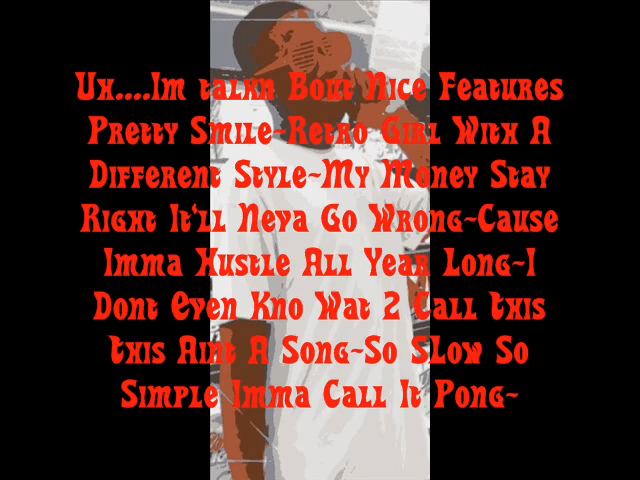 Uh....Im talkn Bout Nice Features
Pretty Smile~Retro Girl With A
Different Style~My Money Stay
Right It'll Neva Go Wrong~Cause
Imma Hustle All Year Long~I
Dont Even Kno Wat 2 Call This
This Aint A Song~So SLow So
Simple Imma Call It Pong~